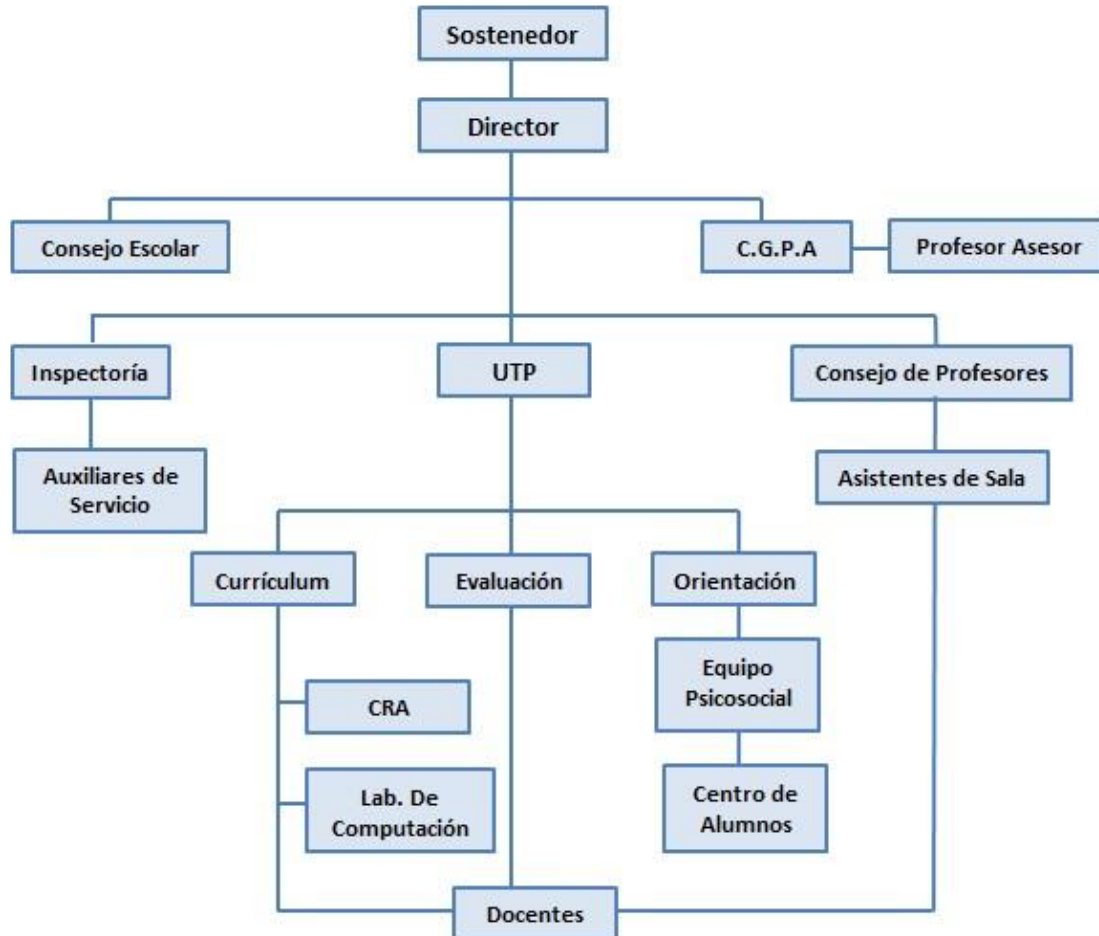 Sostenedor
Director
Consejo Escolar
C.G.P.A
Profesor Asesor
Inspectoría
UTP
Consejo de Profesores
Auxiliares de
Servicio
Asistentes de Sala
Currículum
Evaluación
Orientación
Equipo
Psicosocial
CRA
Lab. De
Computación
Centro de
Alumnos
Docentes